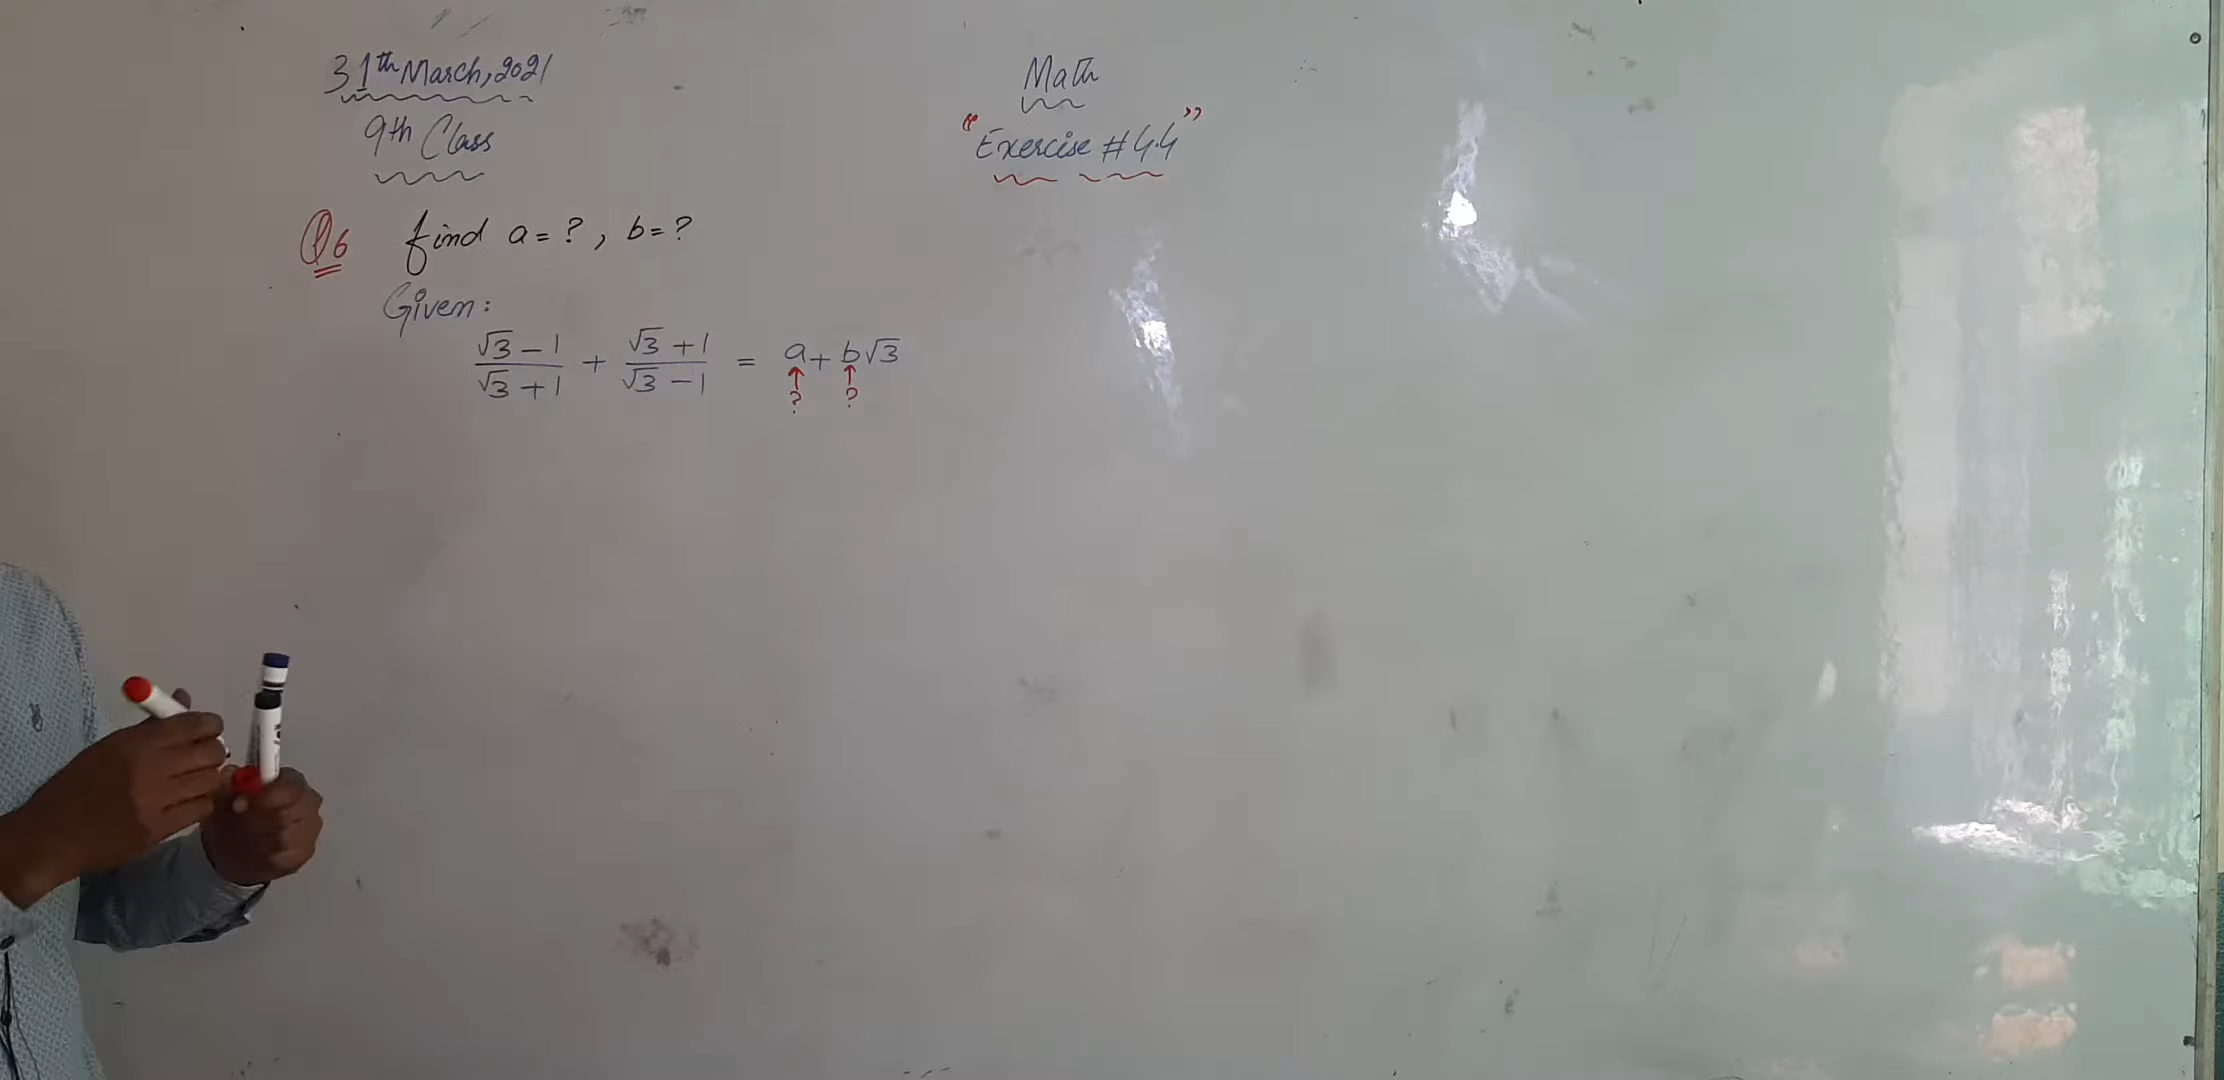 31th March, 2021
9th Class
Math
"Exercise # 4.4"
Q6 find a = ? , b = ?
Given:
√3 - 1 / √3 + 1 + √3 + 1 / √3 - 1 = a + b√3
? ?